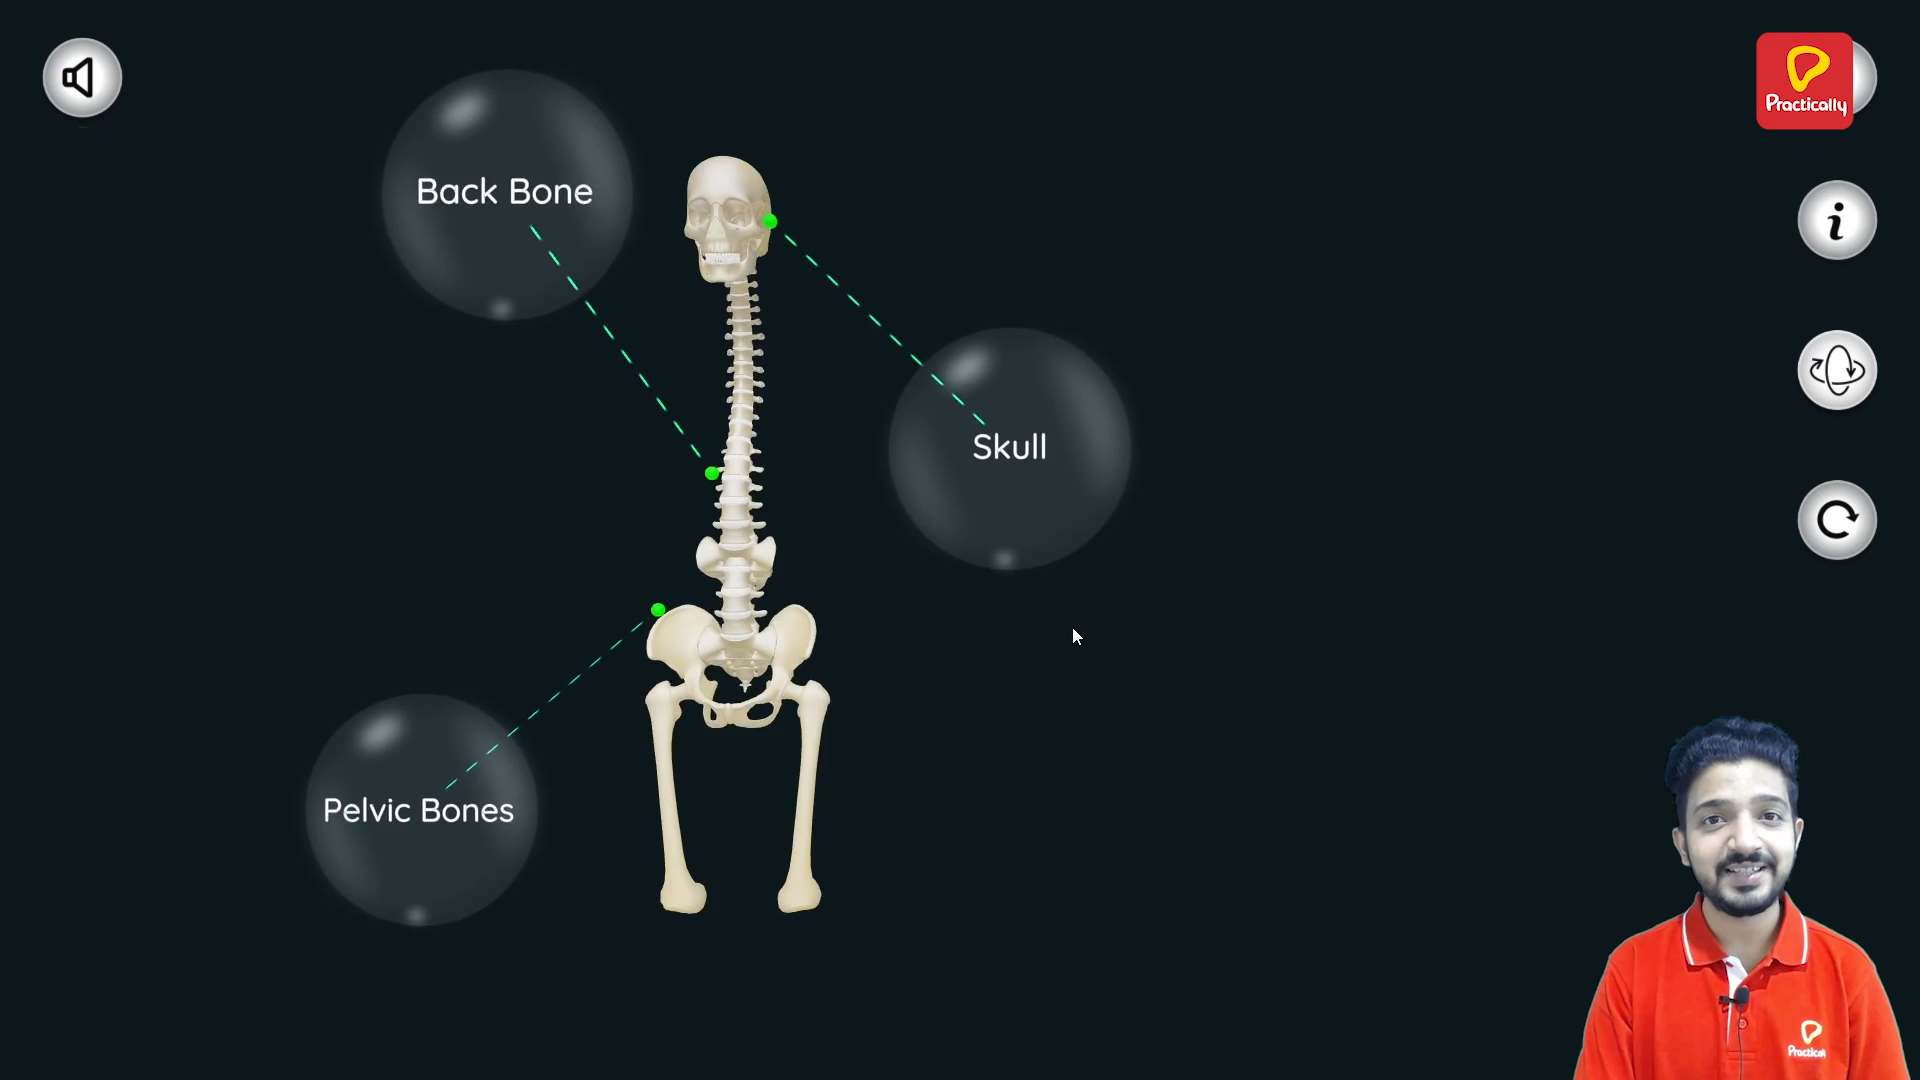 Practically
Back Bone
Skull
Pelvic Bones